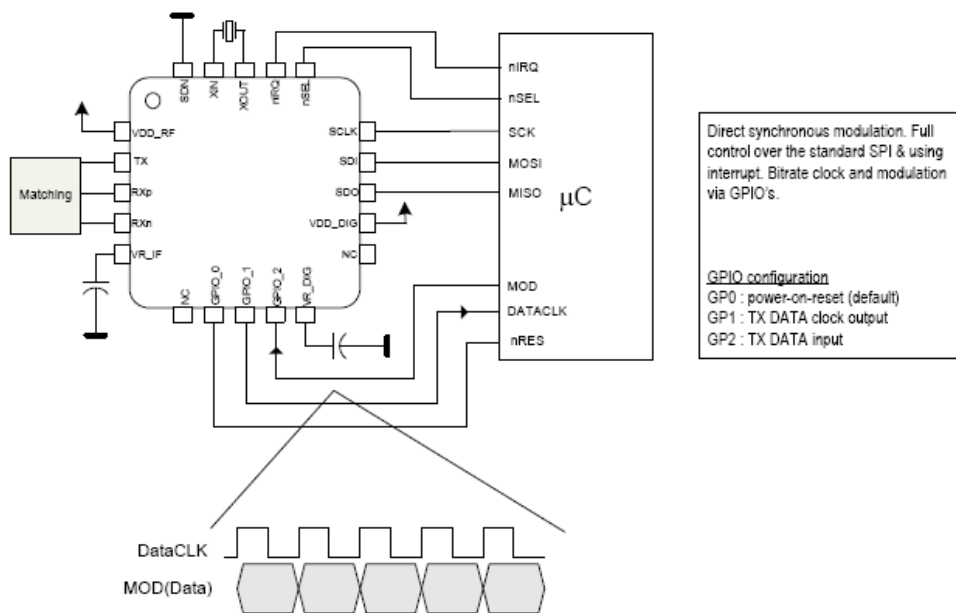 SDN
XIN
XOUT
nIRQ
nSEL
VDD_RF
TX
RXp
RXn
VR_IF
Matching
SCLK
SDI
SDO
VDD_DIG
NC
NC
GPIO_0
GPIO_1
GPIO_2
VR_DIG
nIRQ
nSEL
SCK
MOSI
MISO
μC
MOD
DATACLK
nRES
Direct synchronous modulation. Full
control over the standard SPI & using
interrupt. Bitrate clock and modulation
via GPIO's.
GPIO configuration
GP0 : power-on-reset (default)
GP1 : TX DATA clock output
GP2 : TX DATA input
DataCLK
MOD(Data)